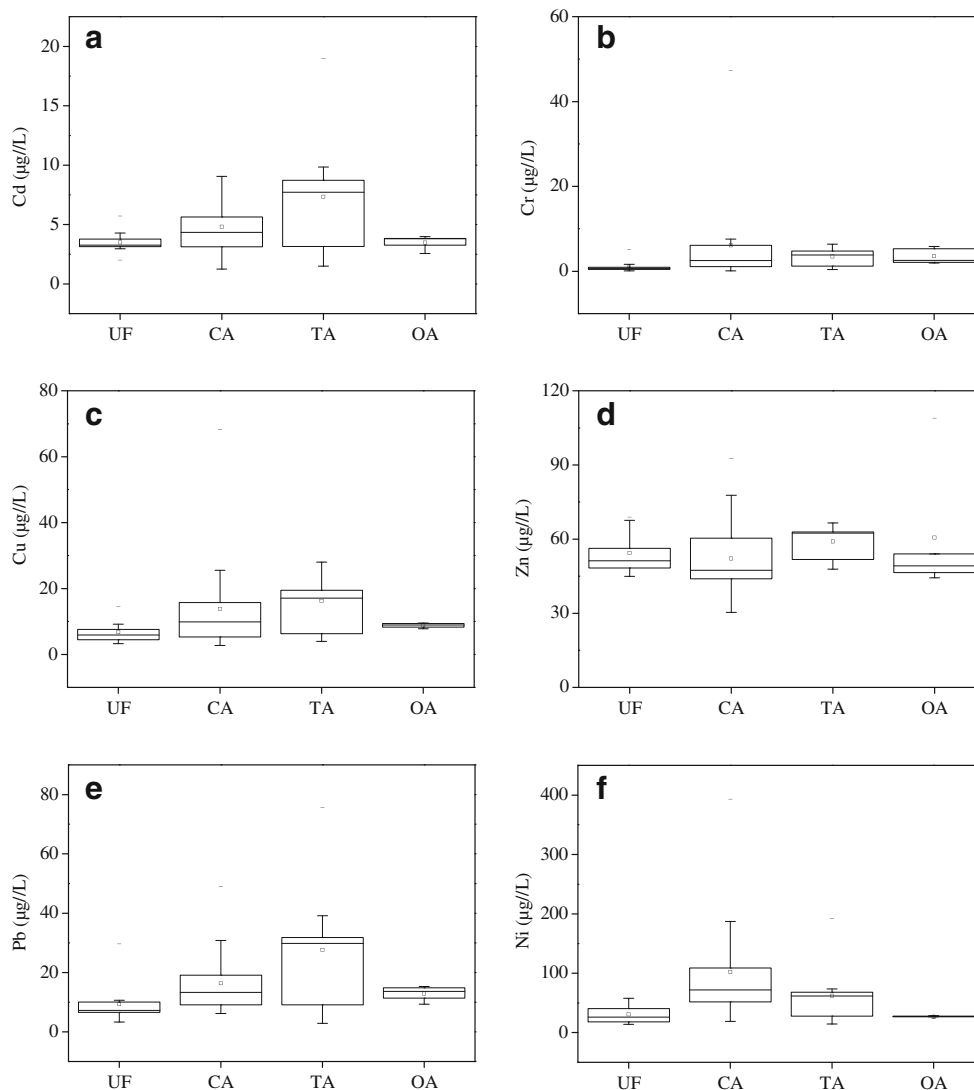 a
b
20
15
10
5
0
Cd (µg//L)
UF CA TA OA
60
40
20
0
Cr (µg//L)
UF CA TA OA
c
d
80
60
40
20
0
Cu (µg//L)
UF CA TA OA
120
90
60
30
0
Zn (µg//L)
UF CA TA OA
e
f
80
60
40
20
0
Pb (µg//L)
UF CA TA OA
400
300
200
100
0
Ni (µg//L)
UF CA TA OA